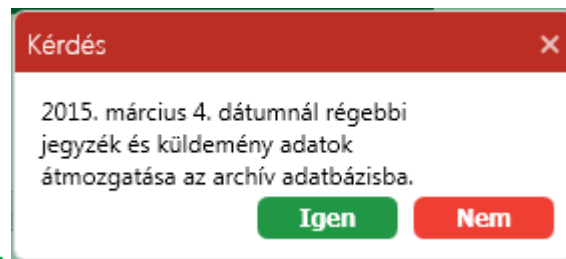 Kérdés
2015. március 4. dátumnál régebbi
jegyzék és küldemény adatok
átmozgatása az archív adatbázisba.
Igen Nem